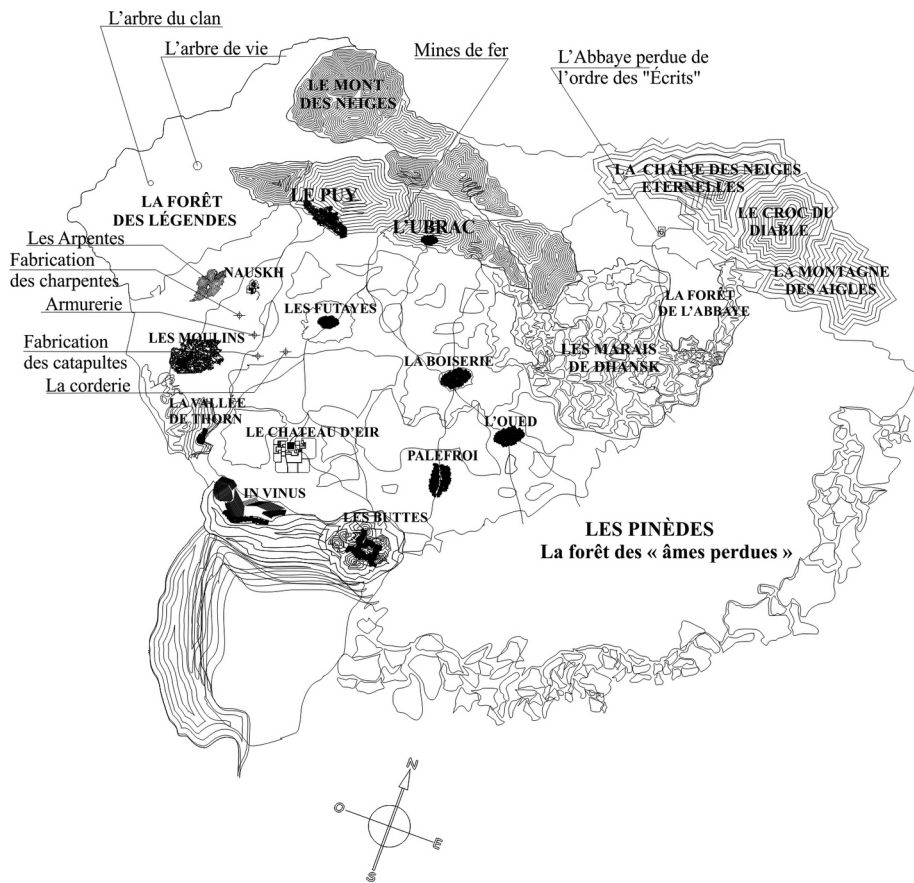 L'arbre du clan
L'arbre de vie
Mines de fer
L'Abbaye perdue de
l'ordre des "Écrits"
LE MONT
DES NEIGES
LA CHAÎNE DES NEIGES
ETERNELLES
LE CROC DU
DIABLE
LA MONTAGNE
DES AIGLES
LA FORÊT
DES LÉGENDES
LE PUY
L'UBRAC
Les Arpentes
Fabrication
des charpentes
Armurerie
NAUSKH
LES FUTAYES
LES MOULINS
Fabrication
des catapultes
La corderie
LA FORÊT
DE L'ABBAYE
LES MARAIS
DE DHANSK
LA BOISERIE
LA VALLÉE
DE THORN
LE CHATEAU D'EIR
L'OUED
PALEFROI
IN VINUS
LES BUTTES
LES PINÈDES
La forêt des « âmes perdues »
N
O
E
S